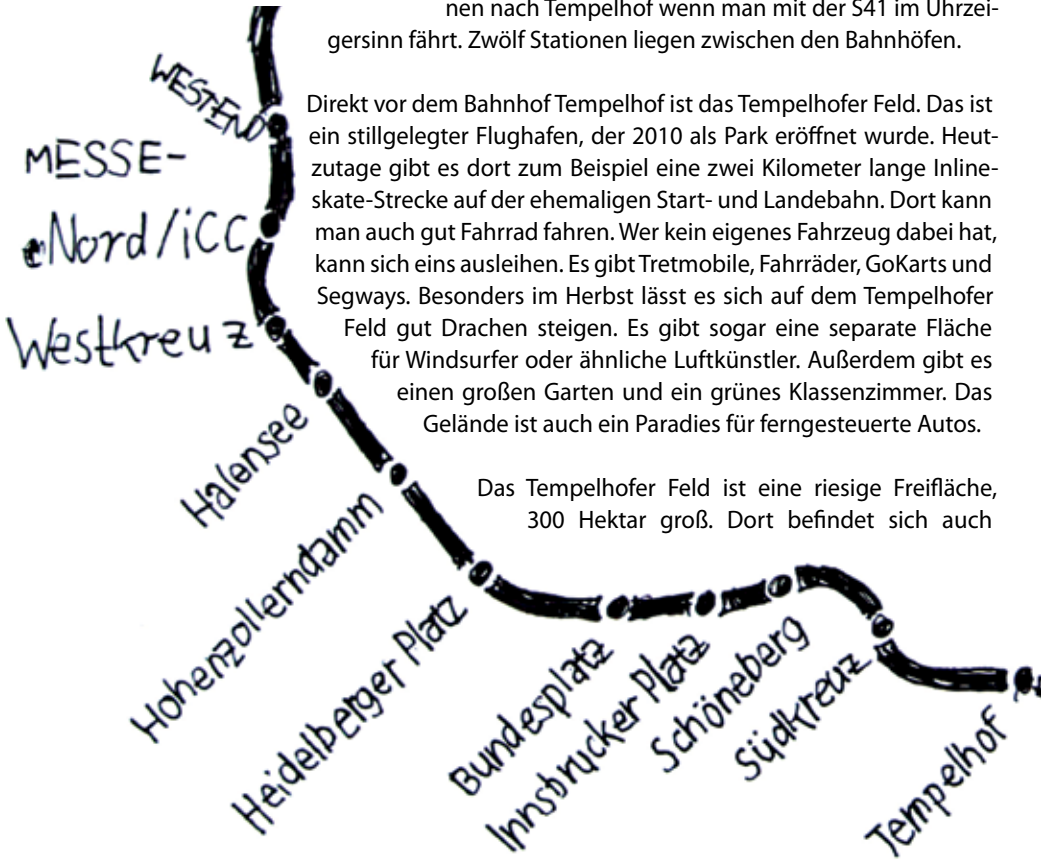 nen nach Tempelhof wenn man mit der S41 im Uhrzei-
gersinn fährt. Zwölf Stationen liegen zwischen den Bahnhöfen.
Direkt vor dem Bahnhof Tempelhof ist das Tempelhofer Feld. Das ist
ein stillgelegter Flughafen, der 2010 als Park eröffnet wurde. Heut-
zutage gibt es dort zum Beispiel eine zwei Kilometer lange Inline-
skate-Strecke auf der ehemaligen Start- und Landebahn. Dort kann
man auch gut Fahrrad fahren. Wer kein eigenes Fahrzeug dabei hat,
kann sich eins ausleihen. Es gibt Tretmobile, Fahrräder, GoKarts und
Segways. Besonders im Herbst lässt es sich auf dem Tempelhofer
Feld gut Drachen steigen. Es gibt sogar eine separate Fläche
für Windsurfer oder ähnliche Luftkünstler. Außerdem gibt es
einen großen Garten und ein grünes Klassenzimmer. Das
Gelände ist auch ein Paradies für ferngesteuerte Autos.
Das Tempelhofer Feld ist eine riesige Freifläche,
300 Hektar groß. Dort befindet sich auch
WESTEND
MESSE-
Nord/iCC
Westkreuz
Halensee
Hohenzollerndamm
Heidelberger Platz
Bundesplatz
Innsbrucker Platz
Schöneberg
Südkreuz
Tempelhof